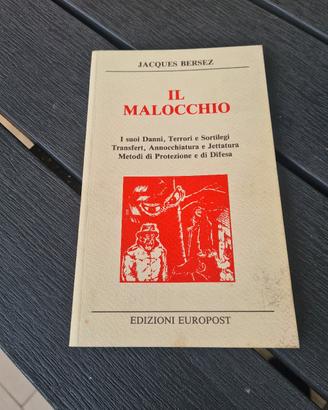 JACQUES BERSEZ
IL
MALOCCHIO
I suoi Danni, Terrori e Sortilegi
Transfert, Annocchiatura e Jettatura
Metodi di Protezione e di Difesa
EDIZIONI EUROPOST